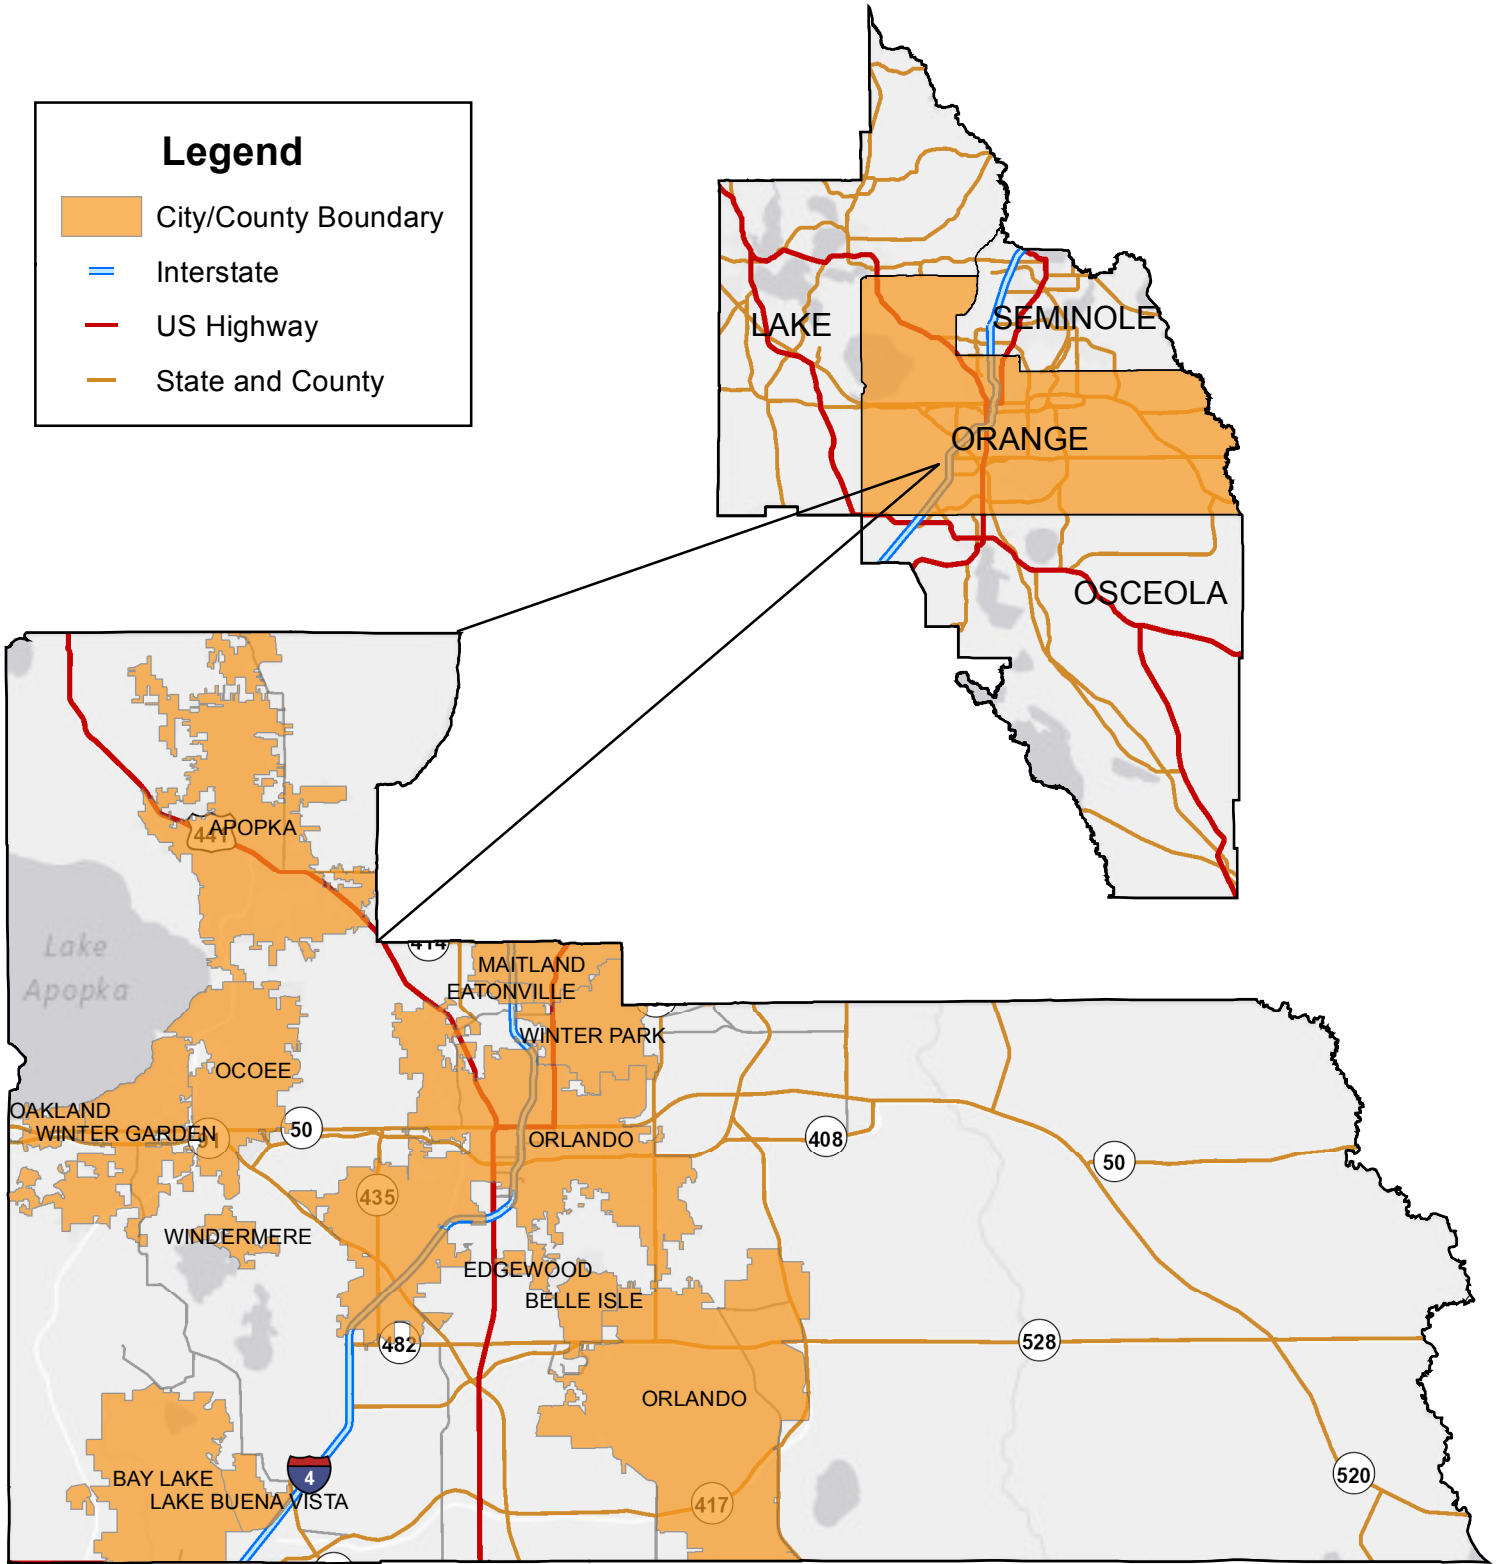 Legend
City/County Boundary
Interstate
US Highway
State and County
LAKE
SEMINOLE
ORANGE
OSCEOLA
441
APOPKA
Lake
Apopka
414
MAITLAND
EATONVILLE
WINTER PARK
OCOEE
OAKLAND
WINTER GARDEN
91
50
ORLANDO
408
50
435
WINDERMERE
EDGEWOOD
BELLE ISLE
482
528
ORLANDO
BAY LAKE
4
LAKE BUENA VISTA
417
520